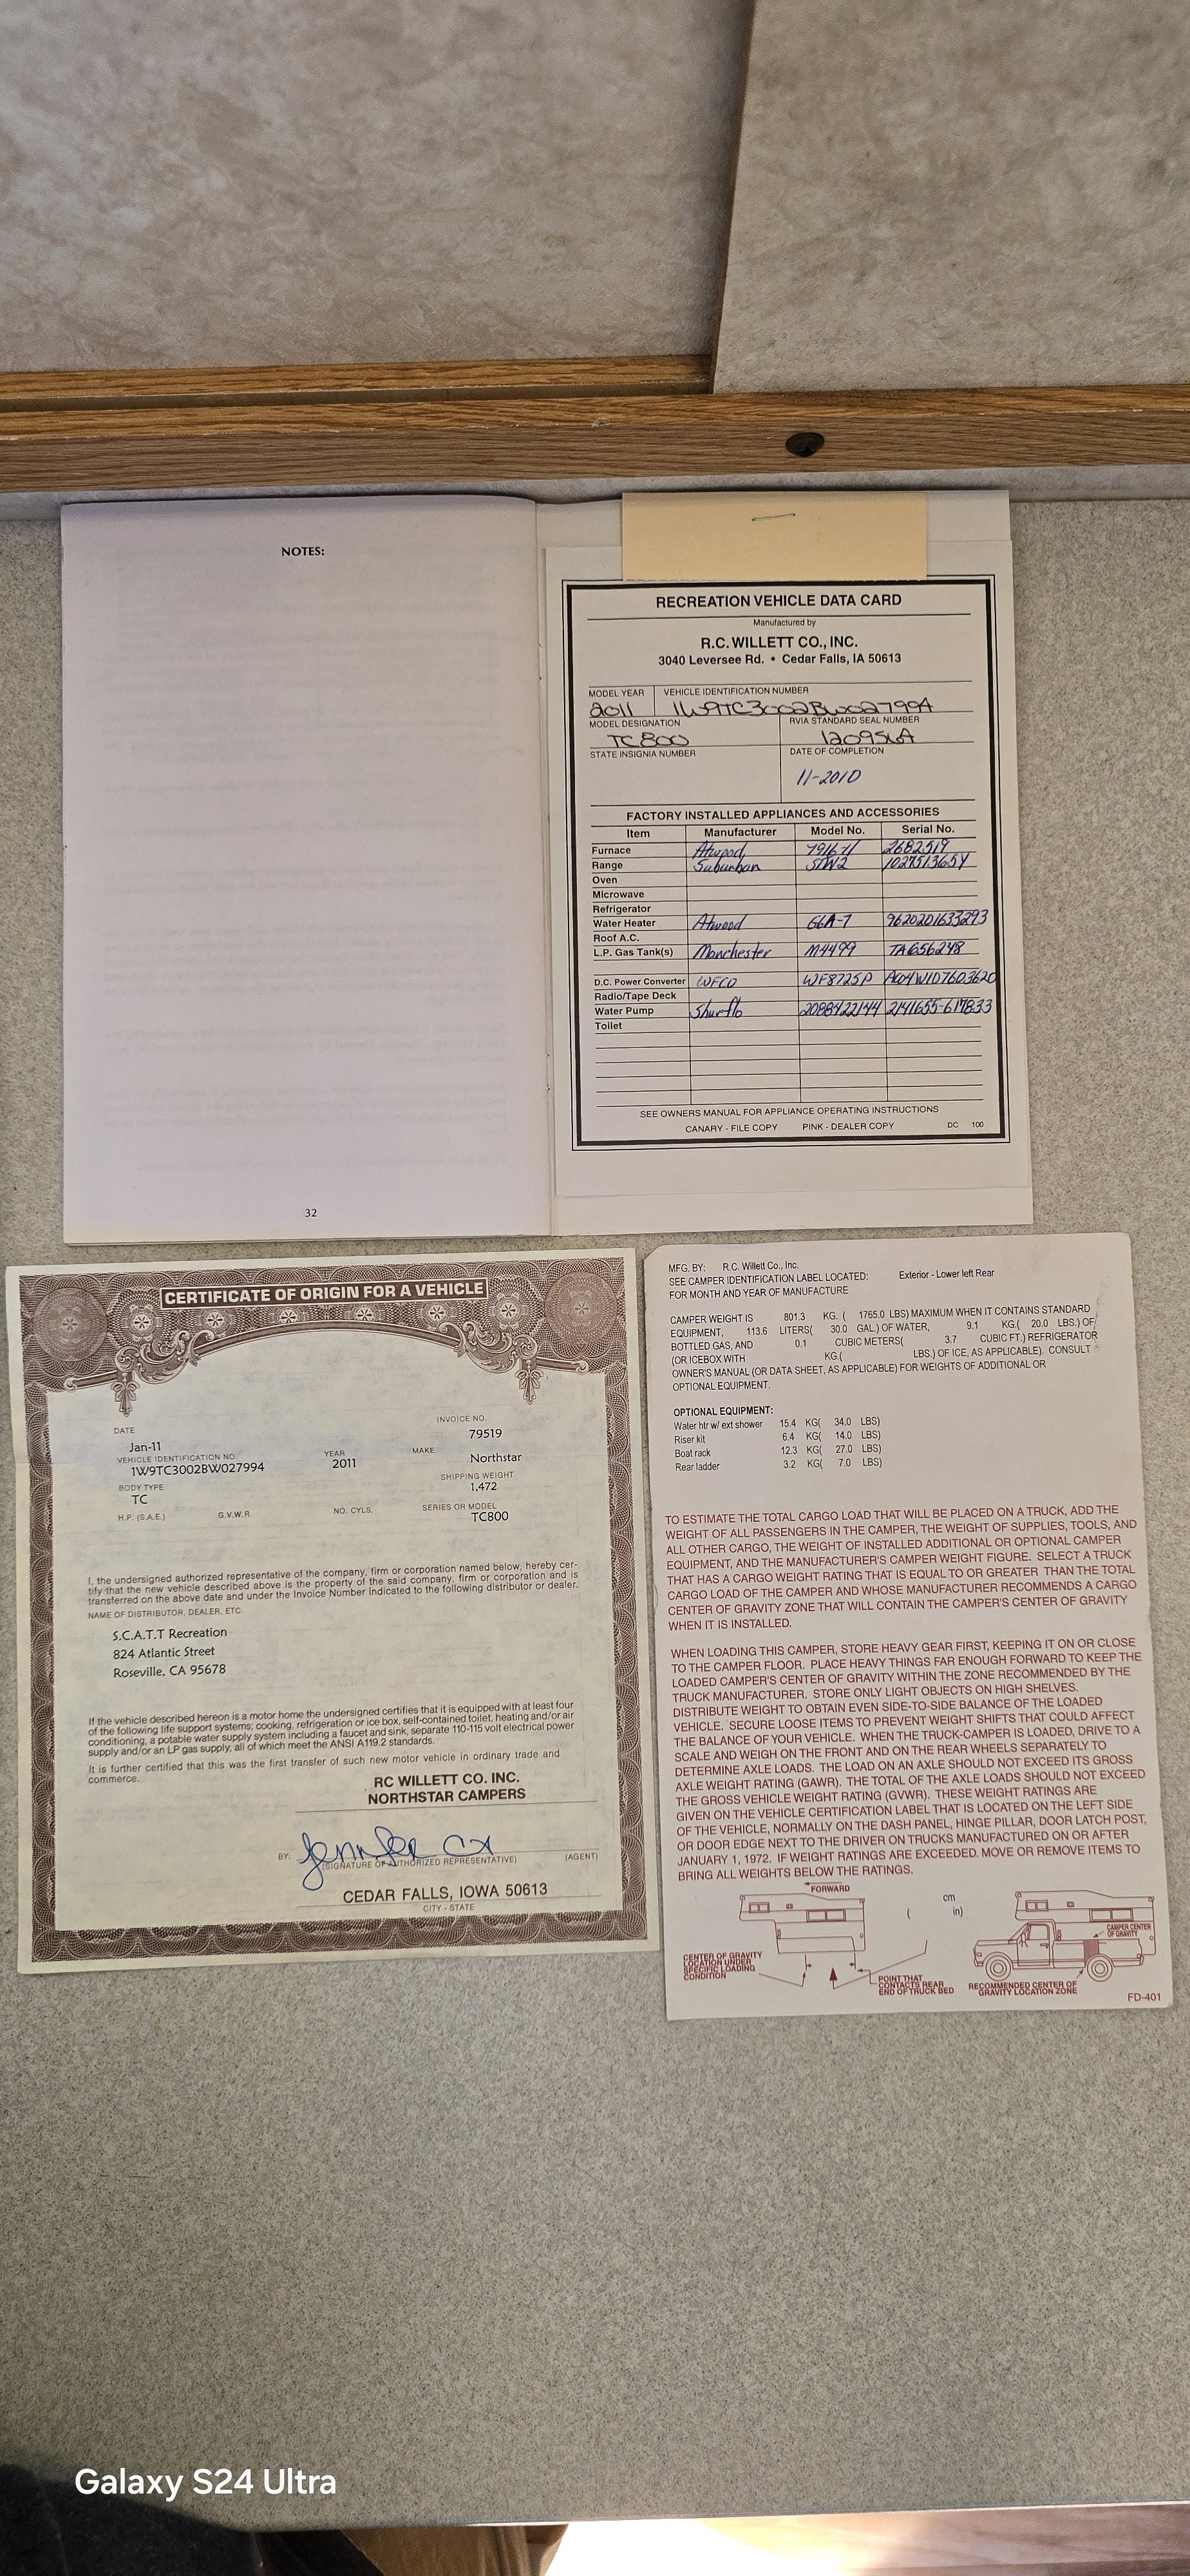 NOTES:
32
RECREATION VEHICLE DATA CARD
Manufactured by
R.C. WILLETT CO., INC.
3040 Leversee Rd. • Cedar Falls, IA 50613
MODEL YEAR VEHICLE IDENTIFICATION NUMBER
2011 1W9TC3002BW027994
MODEL DESIGNATION RVIA STANDARD SEAL NUMBER
TC800 120956A
STATE INSIGNIA NUMBER DATE OF COMPLETION
11-2010
FACTORY INSTALLED APPLIANCES AND ACCESSORIES
Item Manufacturer Model No. Serial No.
Furnace Atwood 2682519
Range Suburban
Oven
Microwave
Refrigerator
Water Heater Atwood G6A-7 9620201633293
Roof A.C.
L.P. Gas Tank(s) Manchester M4499 TA656248
D.C. Power Converter WFCO WF8725P
Radio/Tape Deck
Water Pump Shurflo 2088422144 2141655-617833
Toilet
SEE OWNERS MANUAL FOR APPLIANCE OPERATING INSTRUCTIONS
CANARY - FILE COPY PINK - DEALER COPY DC 100
CERTIFICATE OF ORIGIN FOR A VEHICLE
DATE INVOICE NO.
Jan-11 79519
VEHICLE IDENTIFICATION NO. YEAR MAKE
1W9TC3002BW027994 2011 Northstar
BODY TYPE SHIPPING WEIGHT
TC 1,472
H.P. (S.A.E.) G.V.W.R. NO. CYLS. SERIES OR MODEL
TC800
I, the undersigned authorized representative of the company, firm or corporation named below, hereby cer-
tify that the new vehicle described above is the property of the said company, firm or corporation and is
transferred on the above date and under the Invoice Number indicated to the following distributor or dealer.
NAME OF DISTRIBUTOR, DEALER, ETC.
S.C.A.T.T Recreation
824 Atlantic Street
Roseville, CA 95678
If the vehicle described hereon is a motor home the undersigned certifies that it is equipped with at least four
of the following life support systems; cooking, refrigeration or ice box, self-contained toilet, heating and/or air
conditioning, a potable water supply system including a faucet and sink, separate 110-115 volt electrical power
supply and/or an LP gas supply, all of which meet the ANSI A119.2 standards.
It is further certified that this was the first transfer of such new motor vehicle in ordinary trade and
commerce.
RC WILLETT CO. INC.
NORTHSTAR CAMPERS
BY: Jennifer
(SIGNATURE OF AUTHORIZED REPRESENTATIVE) (AGENT)
CEDAR FALLS, IOWA 50613
CITY - STATE
MFG. BY: R.C. Willett Co., Inc.
SEE CAMPER IDENTIFICATION LABEL LOCATED: Exterior - Lower left Rear
FOR MONTH AND YEAR OF MANUFACTURE
CAMPER WEIGHT IS 801.3 KG. ( 1765.0 LBS) MAXIMUM WHEN IT CONTAINS STANDARD
EQUIPMENT, 113.6 LITERS( 30.0 GAL.) OF WATER, 9.1 KG.( 20.0 LBS.) OF
BOTTLED GAS, AND 0.1 CUBIC METERS( 3.7 CUBIC FT.) REFRIGERATOR
(OR ICEBOX WITH KG.( LBS.) OF ICE, AS APPLICABLE). CONSULT
OWNER'S MANUAL (OR DATA SHEET, AS APPLICABLE) FOR WEIGHTS OF ADDITIONAL OR
OPTIONAL EQUIPMENT.
OPTIONAL EQUIPMENT:
Water htr w/ ext shower 15.4 KG( 34.0 LBS)
Riser kit 6.4 KG( 14.0 LBS)
Boat rack 12.3 KG( 27.0 LBS)
Rear ladder 3.2 KG( 7.0 LBS)
TO ESTIMATE THE TOTAL CARGO LOAD THAT WILL BE PLACED ON A TRUCK, ADD THE
WEIGHT OF ALL PASSENGERS IN THE CAMPER, THE WEIGHT OF SUPPLIES, TOOLS, AND
ALL OTHER CARGO, THE WEIGHT OF INSTALLED ADDITIONAL OR OPTIONAL CAMPER
EQUIPMENT, AND THE MANUFACTURER'S CAMPER WEIGHT FIGURE. SELECT A TRUCK
THAT HAS A CARGO WEIGHT RATING THAT IS EQUAL TO OR GREATER THAN THE TOTAL
CARGO LOAD OF THE CAMPER AND WHOSE MANUFACTURER RECOMMENDS A CARGO
CENTER OF GRAVITY ZONE THAT WILL CONTAIN THE CAMPER'S CENTER OF GRAVITY
WHEN IT IS INSTALLED.
WHEN LOADING THIS CAMPER, STORE HEAVY GEAR FIRST, KEEPING IT ON OR CLOSE
TO THE CAMPER FLOOR. PLACE HEAVY THINGS FAR ENOUGH FORWARD TO KEEP THE
LOADED CAMPER'S CENTER OF GRAVITY WITHIN THE ZONE RECOMMENDED BY THE
TRUCK MANUFACTURER. STORE ONLY LIGHT OBJECTS ON HIGH SHELVES.
DISTRIBUTE WEIGHT TO OBTAIN EVEN SIDE-TO-SIDE BALANCE OF THE LOADED
VEHICLE. SECURE LOOSE ITEMS TO PREVENT WEIGHT SHIFTS THAT COULD AFFECT
THE BALANCE OF YOUR VEHICLE. WHEN THE TRUCK-CAMPER IS LOADED, DRIVE TO A
SCALE AND WEIGH ON THE FRONT AND ON THE REAR WHEELS SEPARATELY TO
DETERMINE AXLE LOADS. THE LOAD ON AN AXLE SHOULD NOT EXCEED ITS GROSS
AXLE WEIGHT RATING (GAWR). THE TOTAL OF THE AXLE LOADS SHOULD NOT EXCEED
THE GROSS VEHICLE WEIGHT RATING (GVWR). THESE WEIGHT RATINGS ARE
GIVEN ON THE VEHICLE CERTIFICATION LABEL THAT IS LOCATED ON THE LEFT SIDE
OF THE VEHICLE, NORMALLY ON THE DASH PANEL, HINGE PILLAR, DOOR LATCH POST,
OR DOOR EDGE NEXT TO THE DRIVER ON TRUCKS MANUFACTURED ON OR AFTER
JANUARY 1, 1972. IF WEIGHT RATINGS ARE EXCEEDED. MOVE OR REMOVE ITEMS TO
BRING ALL WEIGHTS BELOW THE RATINGS.
FORWARD
cm
( in)
CAMPER CENTER
OF GRAVITY
CENTER OF GRAVITY
LOCATION UNDER
SPECIFIC LOADING
CONDITION
POINT THAT
CONTACTS REAR
END OF TRUCK BED
RECOMMENDED CENTER OF
GRAVITY LOCATION ZONE
FD-401
Galaxy S24 Ultra